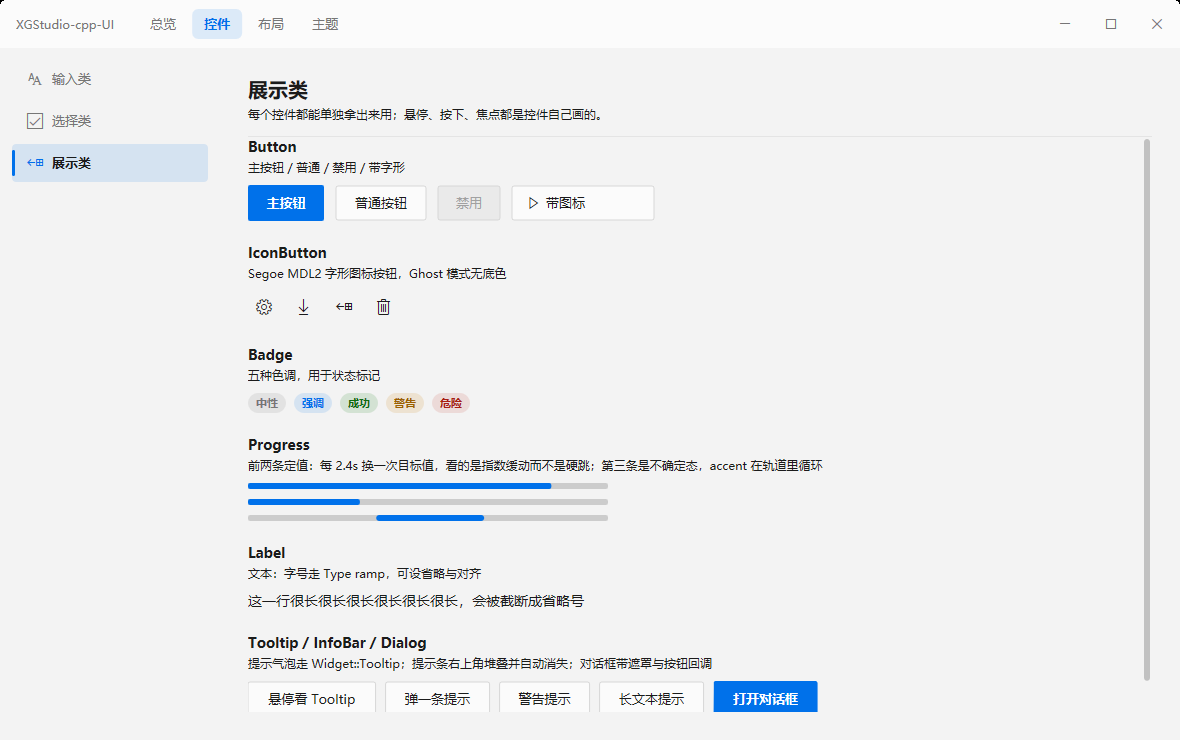 XGStudio-cpp-UI 总览 控件 布局 主题
输入类
选择类
展示类
展示类
每个控件都能单独拿出来用；悬停、按下、焦点都是控件自己画的。
Button
主按钮 / 普通 / 禁用 / 带字形
主按钮 普通按钮 禁用 带图标
IconButton
Segoe MDL2 字形图标按钮，Ghost 模式无底色
Badge
五种色调，用于状态标记
中性 强调 成功 警告 危险
Progress
前两条定值：每 2.4s 换一次目标值，看的是指数缓动而不是硬跳；第三条是不确定态，accent 在轨道里循环
Label
文本：字号走 Type ramp，可设省略与对齐
这一行很长很长很长很长很长很长，会被截断成省略号
Tooltip / InfoBar / Dialog
提示气泡走 Widget::Tooltip；提示条右上角堆叠并自动消失；对话框带遮罩与按钮回调
悬停看 Tooltip 弹一条提示 警告提示 长文本提示 打开对话框